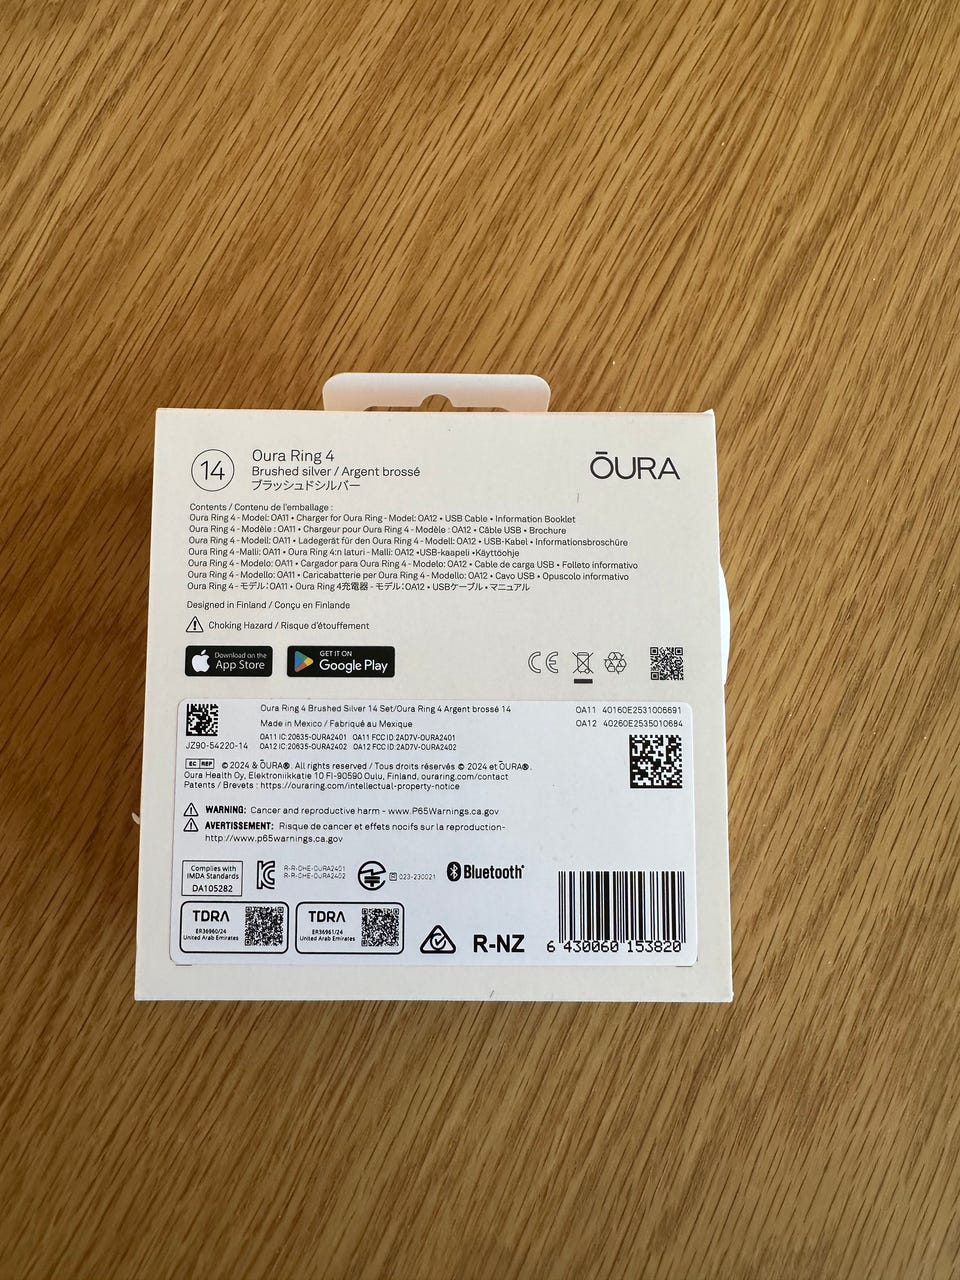 14
Oura Ring 4
Brushed silver / Argent brossé
ブラッシュドシルバー
ŌURA
Contents / Contenu de l'emballage :
Oura Ring 4 - Model: OA11 • Charger for Oura Ring - Model: OA12 • USB Cable • Information Booklet
Oura Ring 4 - Modèle : OA11 • Chargeur pour Oura Ring 4 - Modèle : OA12 • Câble USB • Brochure
Oura Ring 4 - Modell: OA11 • Ladegerät für den Oura Ring 4 - Modell: OA12 • USB-Kabel • Informationsbroschüre
Oura Ring 4 - Malli: OA11 • Oura Ring 4:n laturi - Malli: OA12 •USB-kaapeli •Käyttöohje
Oura Ring 4 - Modelo: OA11 • Cargador para Oura Ring 4 - Modelo: OA12 • Cable de carga USB • Folleto informativo
Oura Ring 4 - Modello: OA11 • Caricabatterie per Oura Ring 4 - Modello: OA12 • Cavo USB • Opuscolo informativo
Oura Ring 4 - モデル：OA11 • Oura Ring 4充電器 - モデル：OA12 • USBケーブル • マニュアル
Designed in Finland / Conçu en Finlande
Choking Hazard / Risque d'étouffement
Download on the
App Store
GET IT ON
Google Play
CE
Oura Ring 4 Brushed Silver 14 Set/Oura Ring 4 Argent brossé 14
Made in Mexico / Fabriqué au Mexique
OA11 IC:20635-OURA2401 OA11 FCC ID:2AD7V-OURA2401
OA12 IC:20635-OURA2402 OA12 FCC ID:2AD7V-OURA2402
JZ90-54220-14
OA11 40160E2531006691
OA12 40260E2535010684
EC REP © 2024 & ŌURA®. All rights reserved / Tous droits réservés © 2024 et ŌURA®.
Oura Health Oy, Elektroniikkatie 10 FI-90590 Oulu, Finland, ouraring.com/contact
Patents / Brevets : https://ouraring.com/intellectual-property-notice
WARNING: Cancer and reproductive harm - www.P65Warnings.ca.gov
AVERTISSEMENT: Risque de cancer et effets nocifs sur la reproduction-
http://www.p65warnings.ca.gov
Complies with
IMDA Standards
DA105282
R-R-OHE-OURA2401
R-R-OHE-OURA2402
R 023-230021
Bluetooth®
TDRA
ER36960/24
United Arab Emirates
TDRA
ER36961/24
United Arab Emirates
R-NZ
6 430060 153820